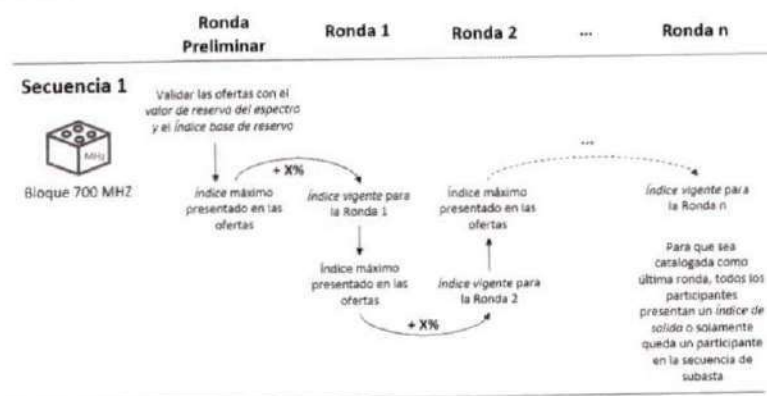 Ronda Preliminar
Ronda 1
Ronda 2
...
Ronda n
Secuencia 1
MHz
Bloque 700 MHZ
Validar las ofertas con el
valor de reserva del espectro
y el índice base de reserva
+ X%
Índice máximo
presentado en las
ofertas
Índice vigente para
la Ronda 1
Índice máximo
presentado en las
ofertas
+ X%
Índice máximo
presentado en las
ofertas
Índice vigente para
la Ronda 2
...
Índice vigente para
la Ronda n
Para que sea
catalogada como
última ronda, todos los
participantes
presentan un índice de
salida o solamente
queda un participante
en la secuencia de
subasta